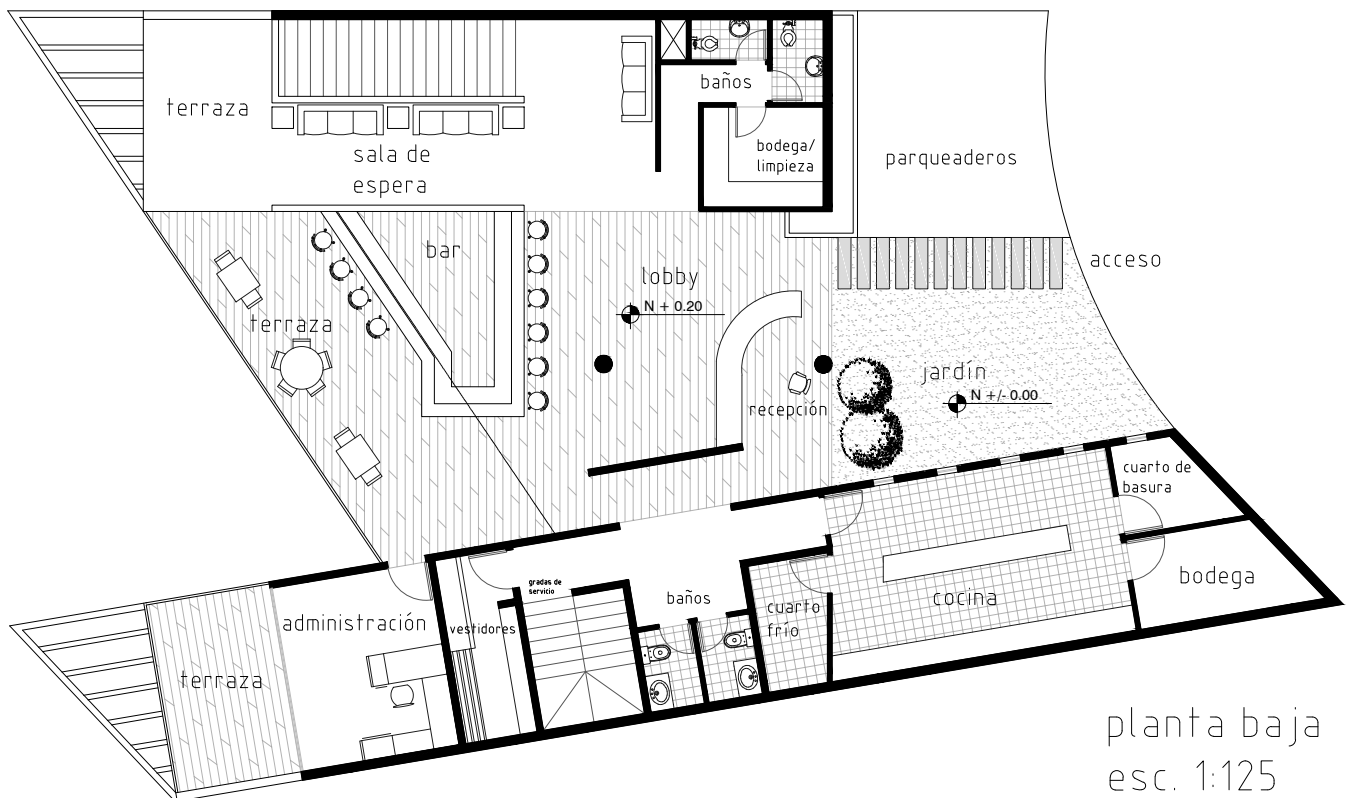 baños
terraza
sala de
espera
bodega/
limpieza
parqueaderos
bar
acceso
lobby
N + 0.20
terraza
jardín
N +/- 0.00
recepción
cuarto de
basura
gradas de
servicio
bodega
baños
cocina
cuarto
frío
administración
vestidores
terraza
planta baja
esc. 1:125